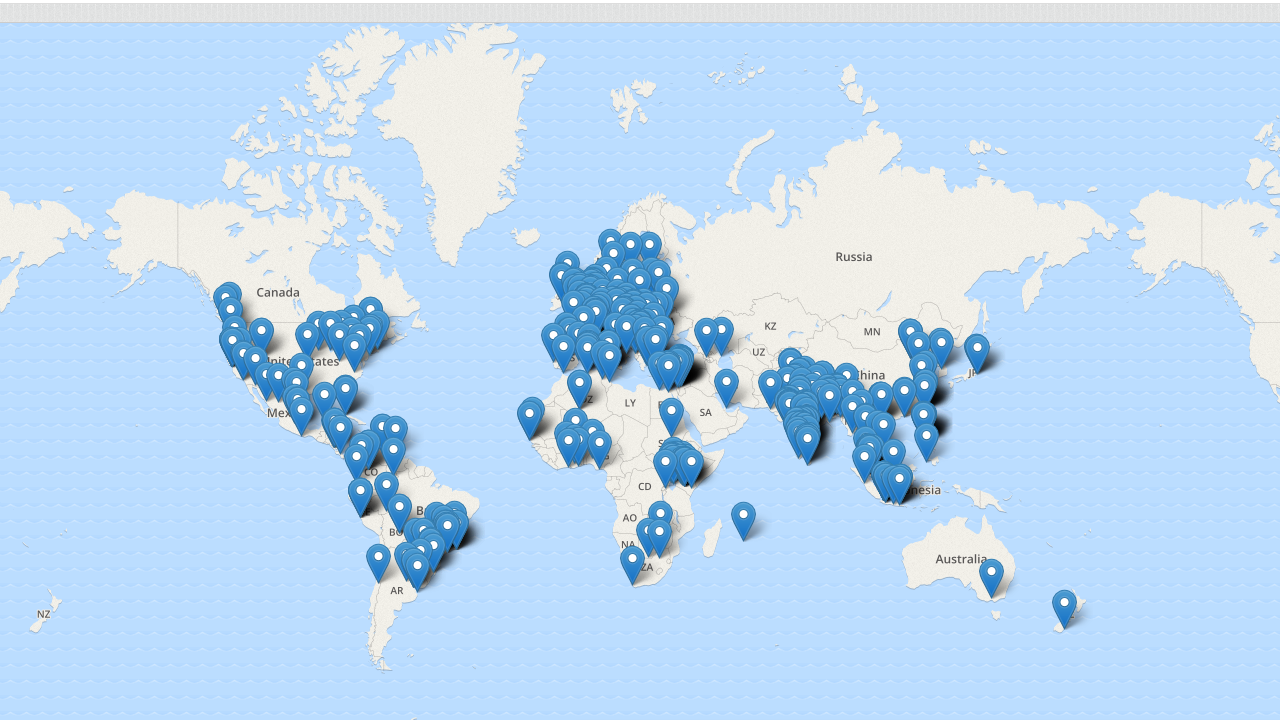 Russia
Canada
KZ
MN
UZ
United States
China
JP
LY
SA
Mex
CO
CD
nesia
B
AO
BO
NA
ZA
Australia
AR
NZ